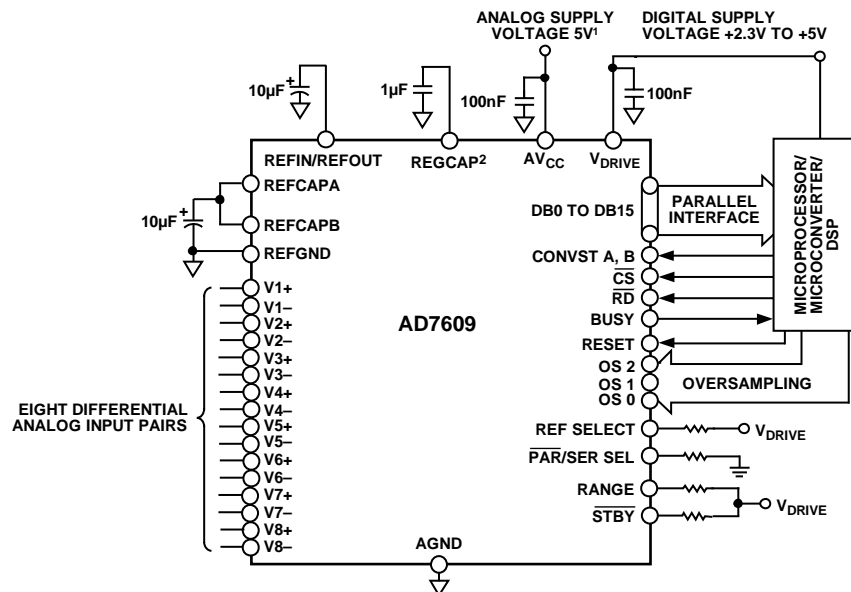 ANALOG SUPPLY
VOLTAGE 5V¹
DIGITAL SUPPLY
VOLTAGE +2.3V TO +5V
10µF
+
1µF
100nF
100nF
REFIN/REFOUT
REGCAP²
AVCC
VDRIVE
REFCAPA
10µF
+
REFCAPB
REFGND
DB0 TO DB15
PARALLEL
INTERFACE
MICROPROCESSOR/
MICROCONVERTER/
DSP
CONVST A, B
CS
RD
BUSY
RESET
OS 2
OS 1
OS 0
OVERSAMPLING
AD7609
V1+
V1–
V2+
V2–
V3+
V3–
V4+
V4–
V5+
V5–
V6+
V6–
V7+
V7–
V8+
V8–
EIGHT DIFFERENTIAL
ANALOG INPUT PAIRS
REF SELECT
VDRIVE
PAR/SER SEL
RANGE
STBY
VDRIVE
AGND